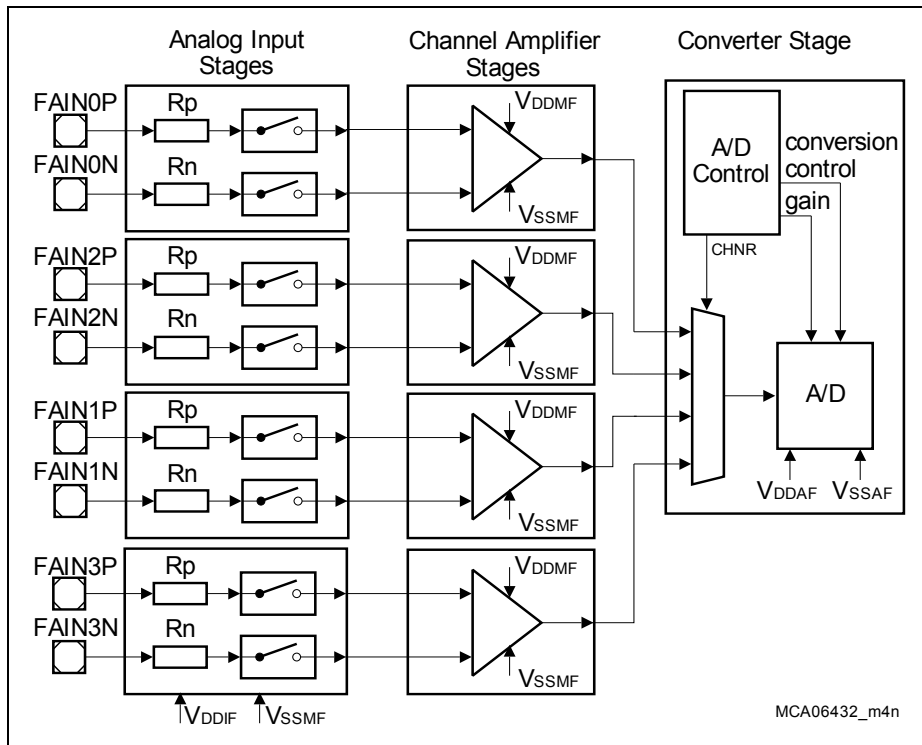 Analog Input
Stages
Channel Amplifier
Stages
Converter Stage
FAIN0P
Rp
FAIN0N
Rn
VDDMF
VSSMF
A/D
Control
conversion
control
gain
CHNR
FAIN2P
Rp
FAIN2N
Rn
VDDMF
VSSMF
A/D
VDDAF
VSSAF
FAIN1P
Rp
FAIN1N
Rn
VDDMF
VSSMF
FAIN3P
Rp
FAIN3N
Rn
VDDMF
VSSMF
VDDIF
VSSMF
MCA06432_m4n